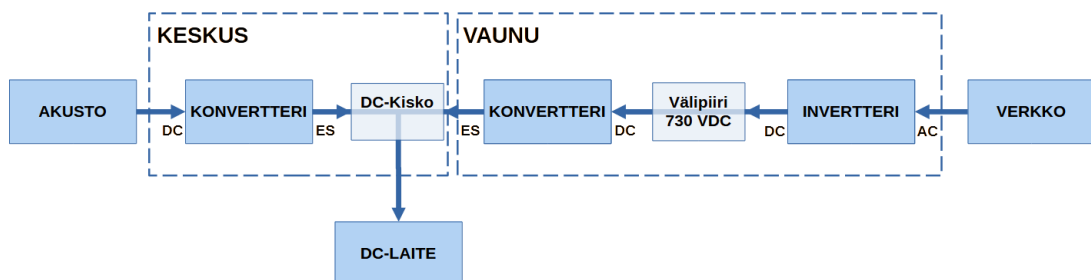 KESKUS
VAUNU
AKUSTO
DC
KONVERTTERI
ES
DC-Kisko
ES
KONVERTTERI
DC
Välipiiri
730 VDC
DC
INVERTTERI
AC
VERKKO
DC-LAITE